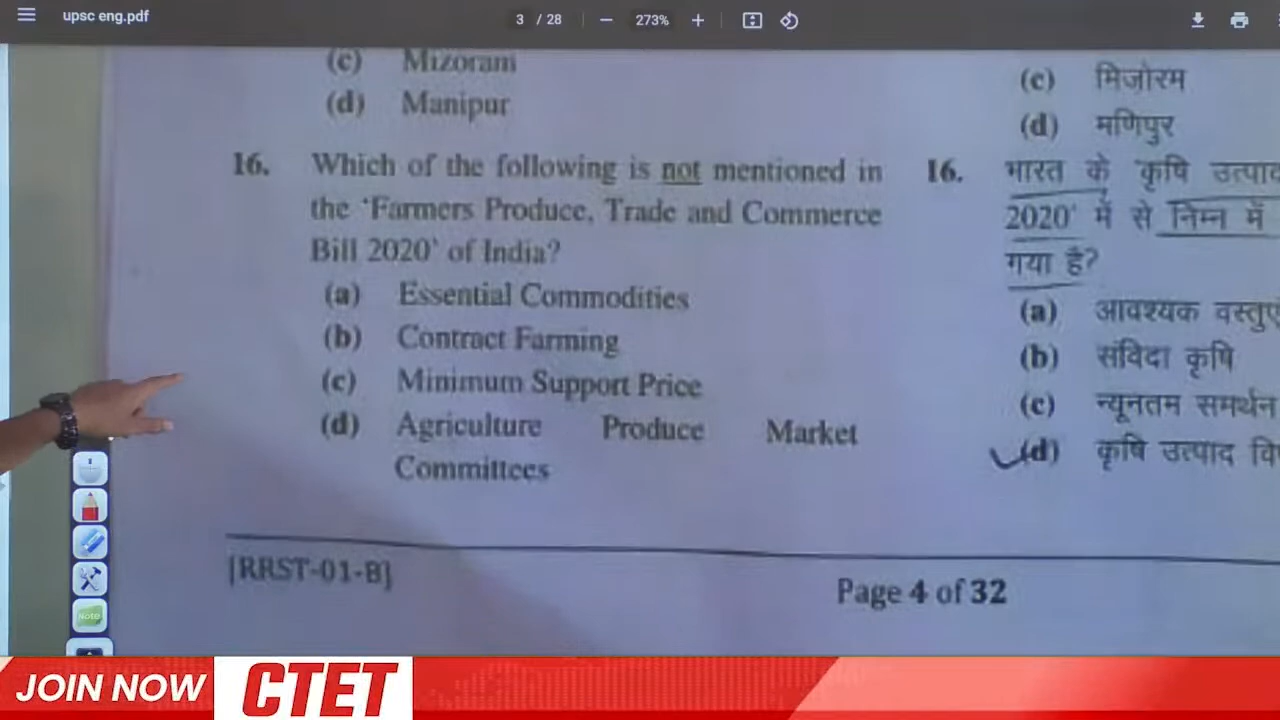 upsc eng.pdf
3 / 28
273%
(c) Mizoram
(d) Manipur
16. Which of the following is not mentioned in
the 'Farmers Produce, Trade and Commerce
Bill 2020' of India?
(a) Essential Commodities
(b) Contract Farming
(c) Minimum Support Price
(d) Agriculture Produce Market
Committees
[RRST-01-B]
Page 4 of 32
(c) मिजोरम
(d) मणिपुर
16. भारत के कृषि
2020' में से निम्न में
गया है?
(a) आवश्यक
(b) संविदा कृषि
(c) न्यूनतम समर्थन
(d) कृषि उत्पाद
NOTE
JOIN NOW CTET